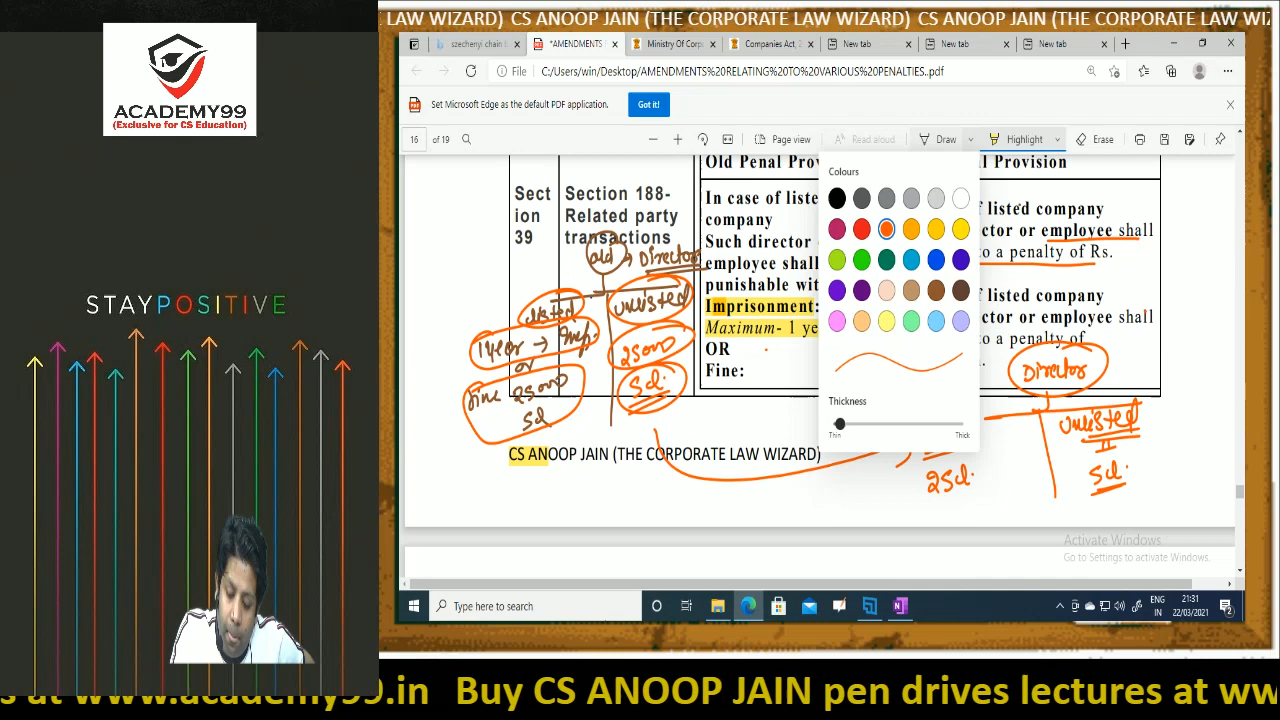 LAW WIZARD) CS ANOOP JAIN (THE CORPORATE LAW WIZARD) CS ANOOP JAIN (THE CORPORATE LAW WIZ
ACADEMY99
(Exclusive for CS Education)
STAYPOSITIVE
szechenyi chain b
*AMENDMENTS
Ministry Of Corp
Companies Act, 2
New tab
New tab
New tab
File
C:/Users/win/Desktop/AMENDMENTS%20RELATING%20TO%20VARIOUS%20PENALTIES..pdf
Set Microsoft Edge as the default PDF application.
Got it!
16 of 19
Page view
Read aloud
Draw
Highlight
Erase
Colours
Thickness
Thin
Thick
Old Penal Prov
l Provision
Sect
ion
39
Section 188-
Related party
transactions
In case of liste
company
Such director
employee shall
punishable wit
Imprisonment:
Maximum- 1 ye
OR
Fine:
f listed company
ctor or employee shall
to a penalty of Rs.
f listed company
ctor or employee shall
to a penalty of
old → Director
listed
unlisted
1 year → Imp.
or
fine 25000
5L
25000
5L.
Director
unlisted
5L.
25L.
CS ANOOP JAIN (THE CORPORATE LAW WIZARD)
Activate Windows
Go to Settings to activate Windows.
Type here to search
ENG
IN
21:31
22/03/2021
2
s at www.academy99.in Buy CS ANOOP JAIN pen drives lectures at ww